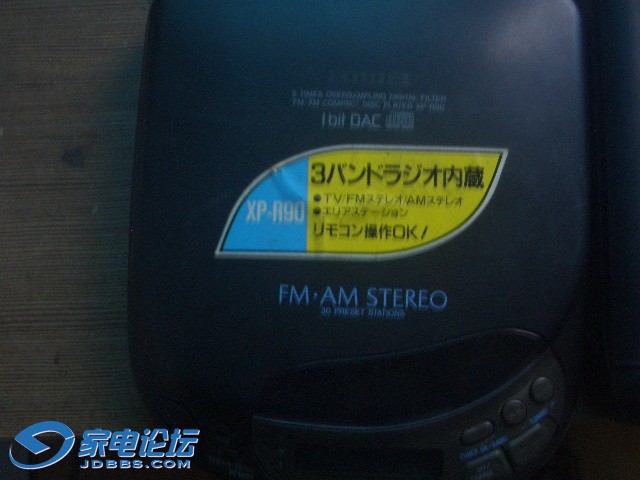 8 TIMES OVERSAMPLING DIGITAL FILTER
FM AM COMPACT DISC PLAYER XP-R90
1bit DAC
XP-R90
3バンドラジオ内蔵
●TV/FMステレオ/AMステレオ
●エリアステーション
リモコン操作OK!
FM・AM STEREO
30 PRESET STATIONS
家电论坛
JDBBS.COM